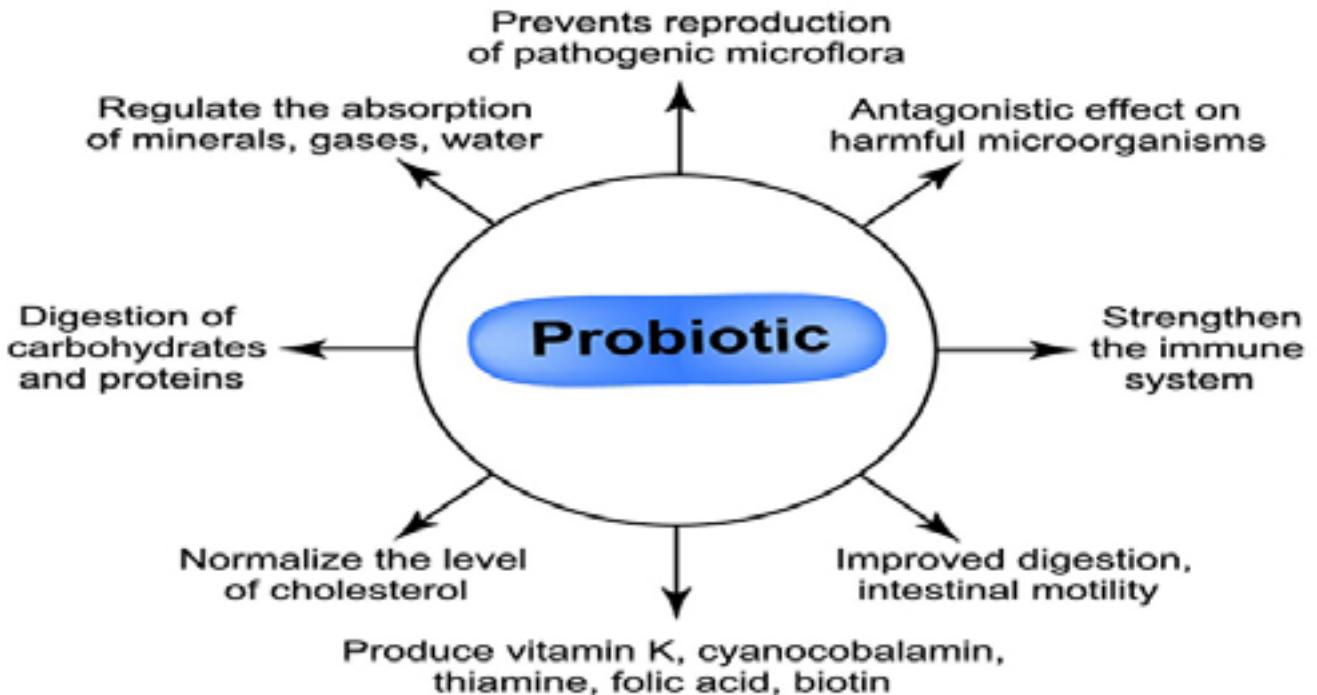 Prevents reproduction
of pathogenic microflora
Regulate the absorption
of minerals, gases, water
Antagonistic effect on
harmful microorganisms
Digestion of
carbohydrates
and proteins
Probiotic
Strengthen
the immune
system
Normalize the level
of cholesterol
Improved digestion,
intestinal motility
Produce vitamin K, cyanocobalamin,
thiamine, folic acid, biotin